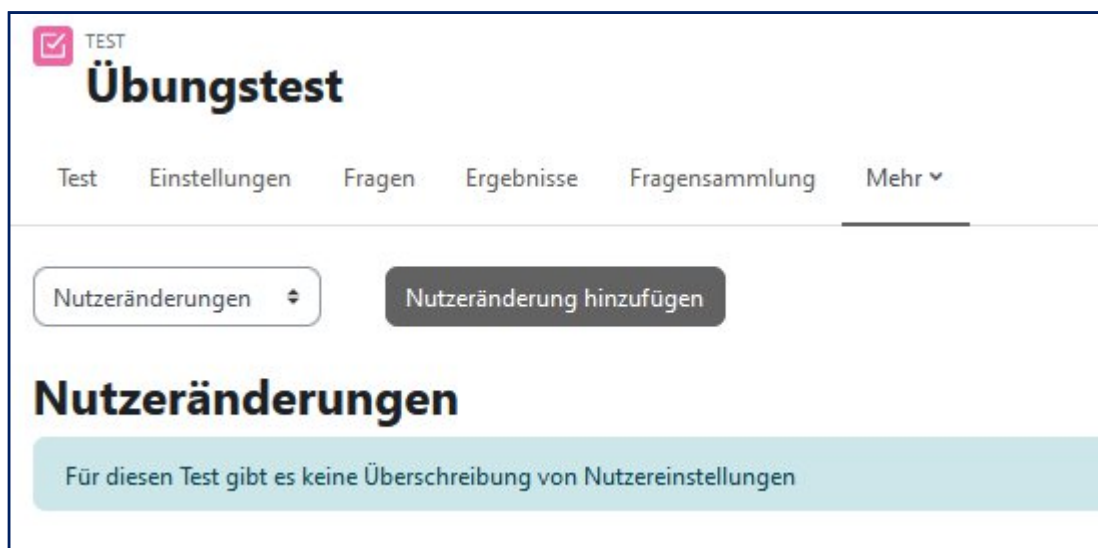 TEST
Übungstest
Test Einstellungen Fragen Ergebnisse Fragensammlung Mehr
Nutzeränderungen Nutzeränderung hinzufügen
Nutzeränderungen
Für diesen Test gibt es keine Überschreibung von Nutzereinstellungen